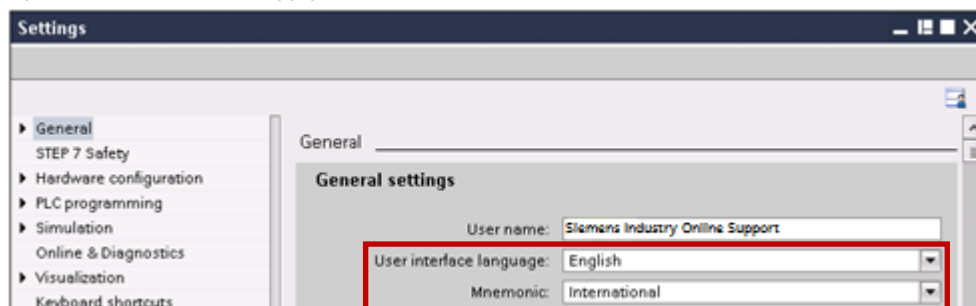 Settings
General
STEP 7 Safety
Hardware configuration
PLC programming
Simulation
Online & Diagnostics
Visualization
Keyboard shortcuts
General
General settings
User name: Siemens Industry Online Support
User interface language: English
Mnemonic: International